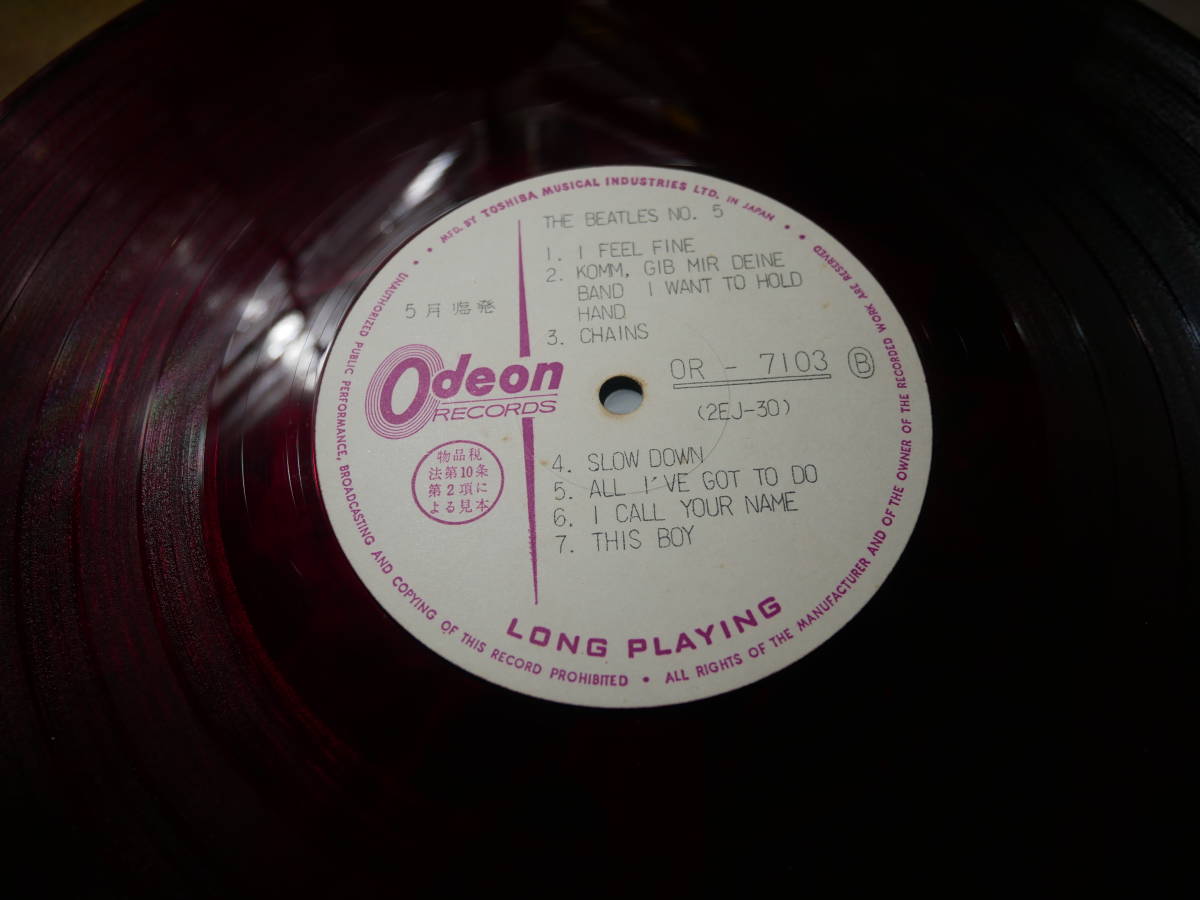 MFD. BY TOSHIBA MUSICAL INDUSTRIES LTD. IN JAPAN
THE BEATLES NO. 5
1. I FEEL FINE
2. KOMM, GIB MIR DEINE
BAND I WANT TO HOLD
HAND
3. CHAINS
5月臨発
Odeon
RECORDS
OR - 7103 B
(2EJ-30)
物品税
法第10条
第2項に
よる見本
4. SLOW DOWN
5. ALL I'VE GOT TO DO
6. I CALL YOUR NAME
7. THIS BOY
LONG PLAYING
UNAUTHORIZED PUBLIC PERFORMANCE, BROADCASTING AND COPYING OF THIS RECORD PROHIBITED • ALL RIGHTS OF THE MANUFACTURER AND OF THE OWNER OF THE RECORDED WORK ARE RESERVED